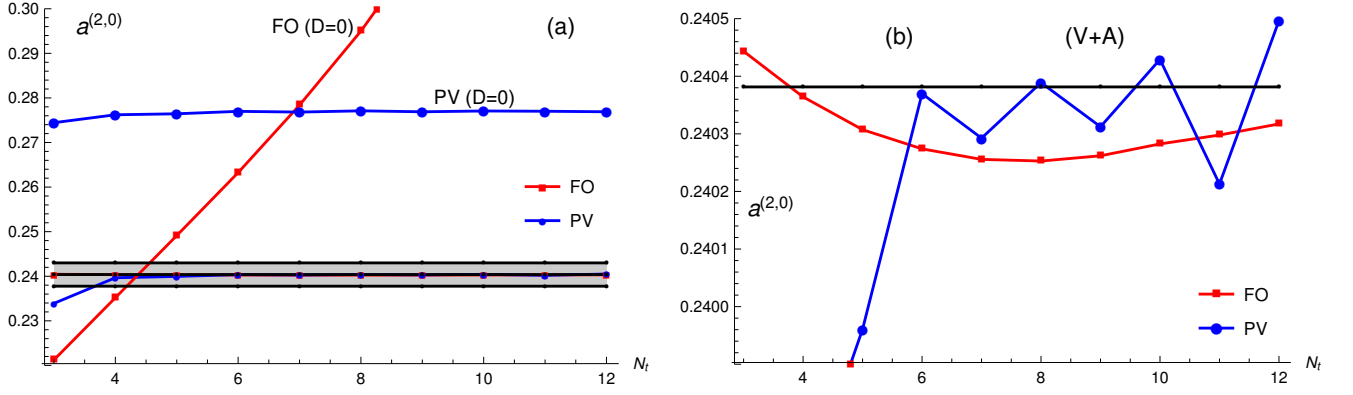 0.30
0.29
0.28
0.27
0.26
0.25
0.24
0.23
a^(2,0)
FO (D=0)
(a)
PV (D=0)
FO
PV
4
6
8
10
12
N_t
0.2405
0.2404
0.2403
0.2402
0.2401
0.2400
(b)
(V+A)
a^(2,0)
FO
PV
4
6
8
10
12
N_t